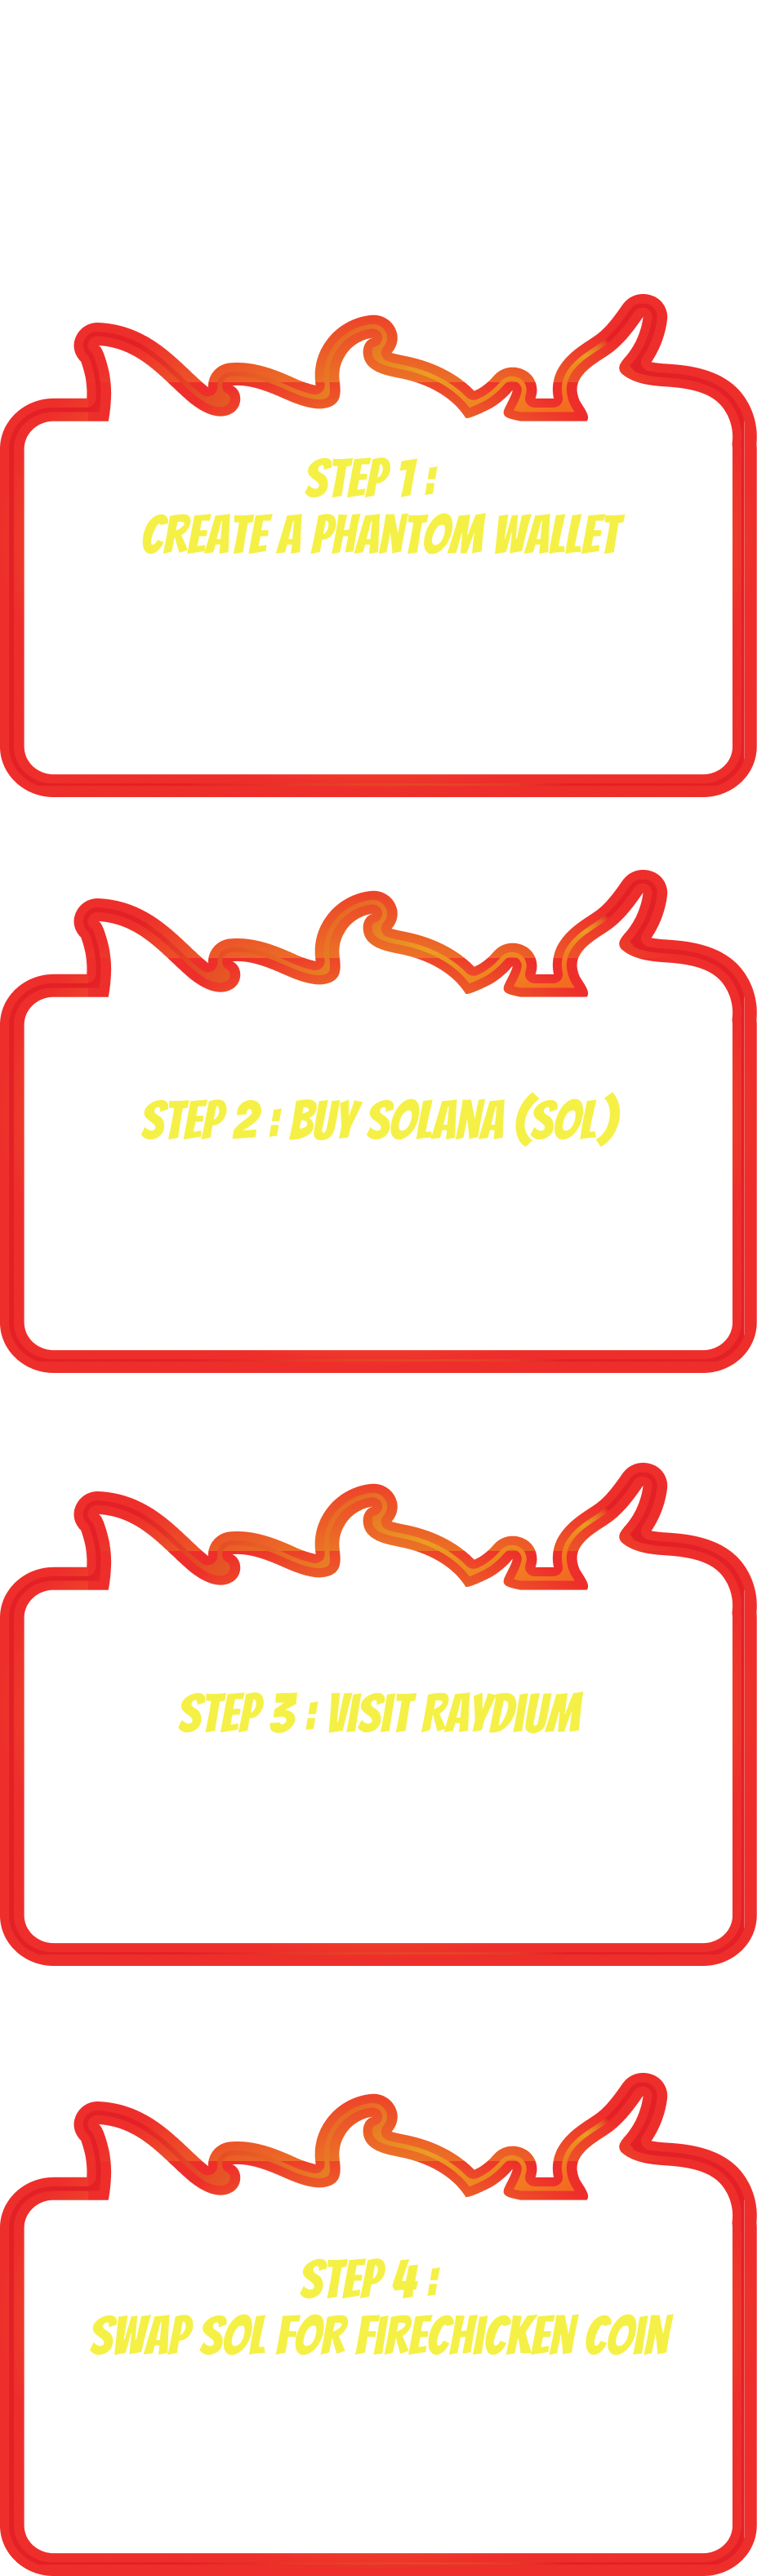 STEP 1 :
CREATE A PHANTOM WALLET
STEP 2 : BUY SOLANA (SOL)
STEP 3 : VISIT RAYDIUM
STEP 4 :
SWAP SOL FOR FIRECHICKEN COIN